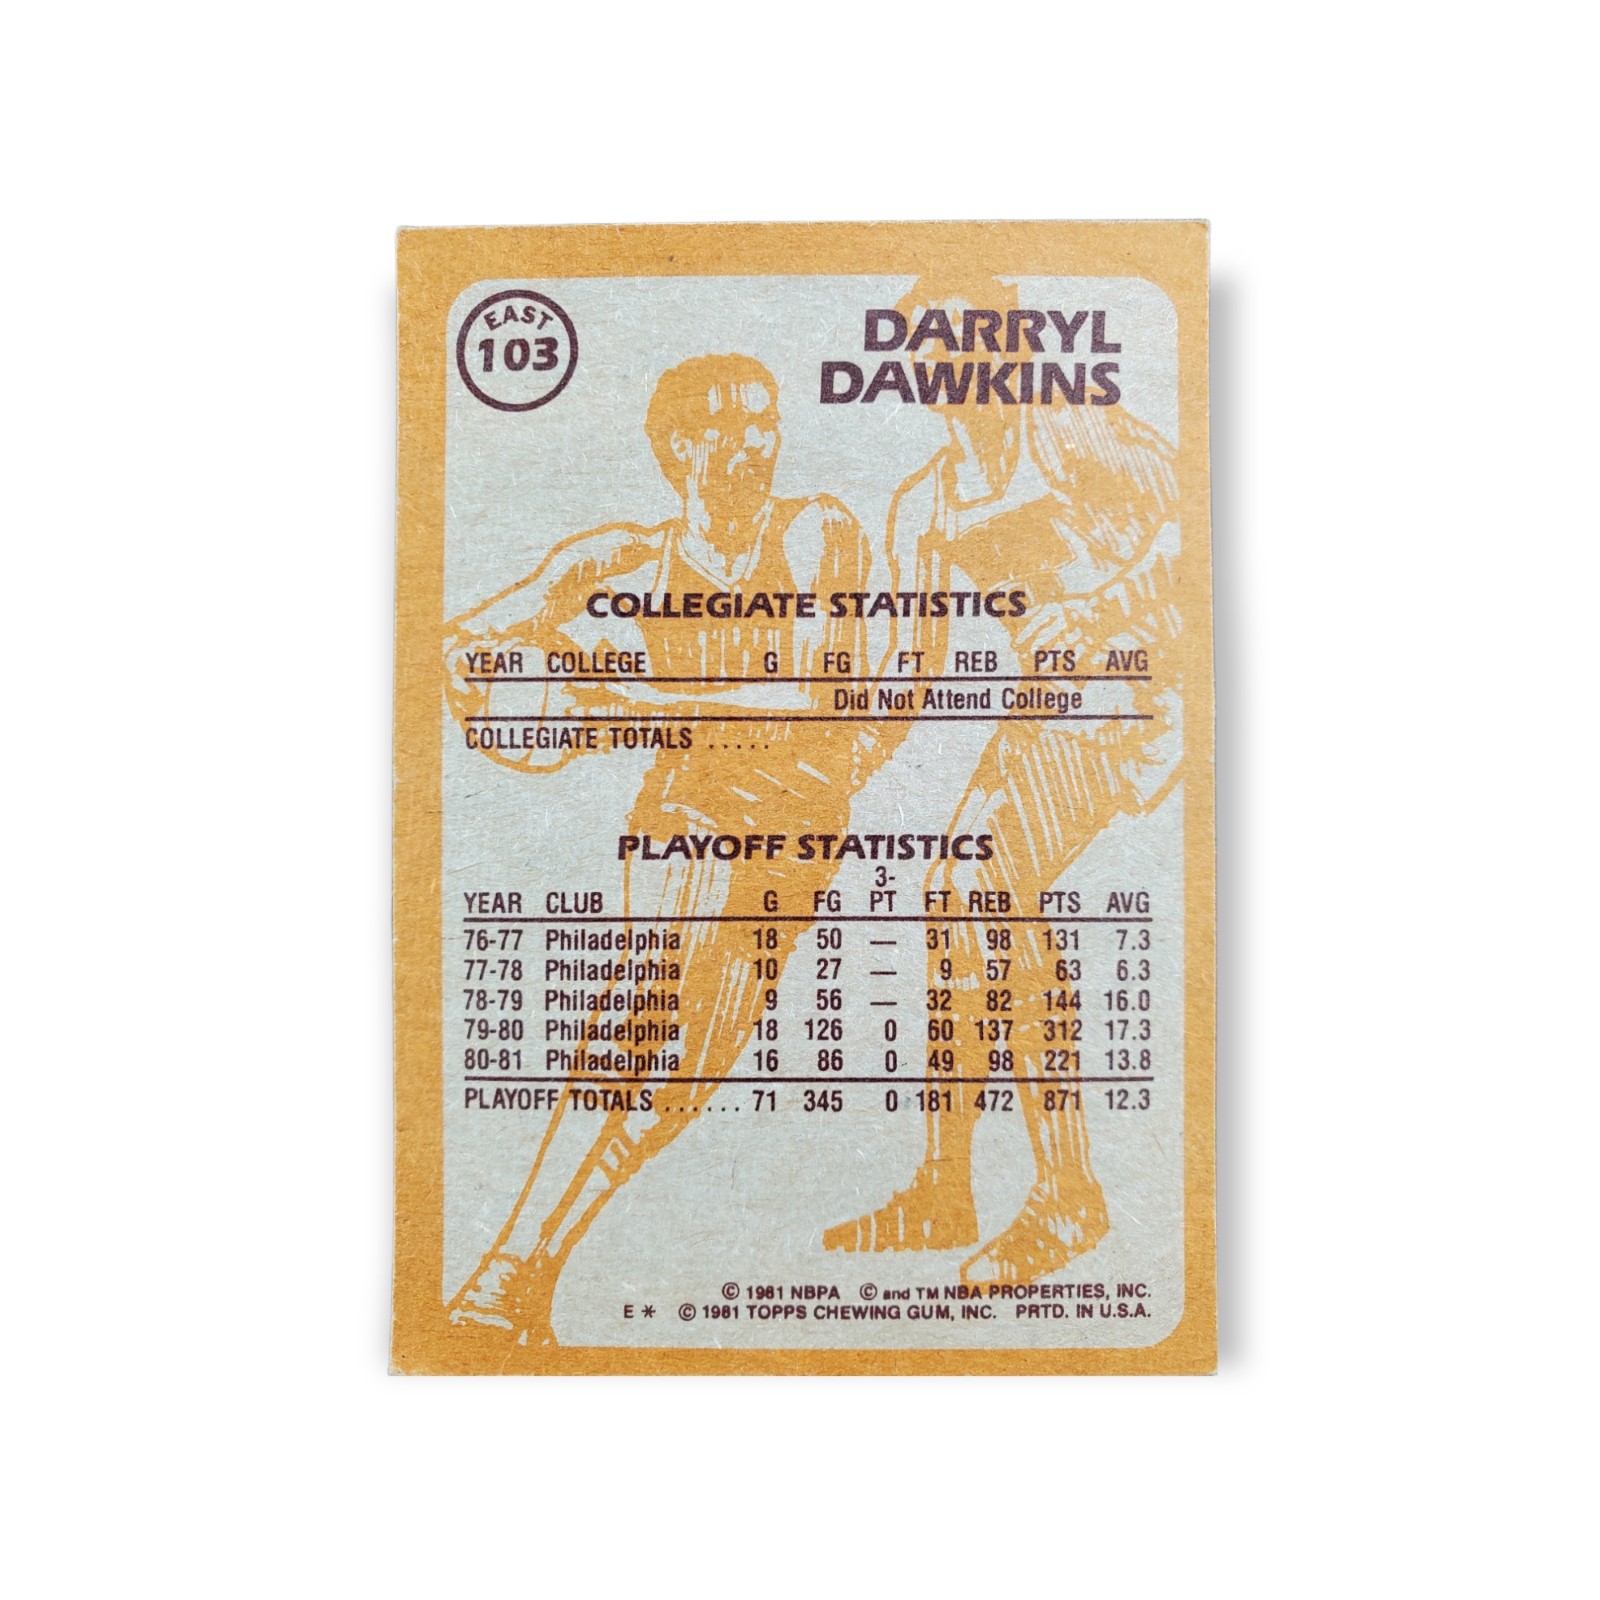 EAST
103
DARRYL
DAWKINS
COLLEGIATE STATISTICS
YEAR COLLEGE G FG FT REB PTS AVG
Did Not Attend College
COLLEGIATE TOTALS .....
PLAYOFF STATISTICS
3-
YEAR CLUB G FG PT FT REB PTS AVG
76-77 Philadelphia 18 50 — 31 98 131 7.3
77-78 Philadelphia 10 27 — 9 57 63 6.3
78-79 Philadelphia 9 56 — 32 82 144 16.0
79-80 Philadelphia 18 126 0 60 137 312 17.3
80-81 Philadelphia 16 86 0 49 98 221 13.8
PLAYOFF TOTALS ...... 71 345 0 181 472 871 12.3
© 1981 NBPA © and TM NBA PROPERTIES, INC.
E * © 1981 TOPPS CHEWING GUM, INC. PRTD. IN U.S.A.